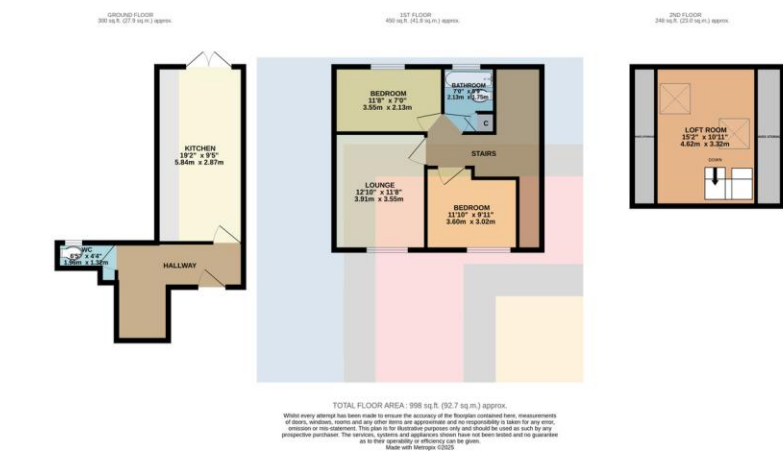 GROUND FLOOR
300 sq.ft. (27.9 sq.m.) approx.
1ST FLOOR
450 sq.ft. (41.8 sq.m.) approx.
2ND FLOOR
248 sq.ft. (23.0 sq.m.) approx.
KITCHEN
19'2" x 9'5"
5.84m x 2.87m
WC
x 4'4"
HALLWAY
BEDROOM
11'8" x 7'0"
3.55m x 2.13m
BATHROOM
2.13m x 1.75m
C
STAIRS
LOUNGE
12'10" x 11'8"
3.91m x 3.55m
BEDROOM
11'10" x 9'11"
3.60m x 3.02m
LOFT ROOM
15'2" x 10'11"
4.62m x 3.32m
DOWN
TOTAL FLOOR AREA : 998 sq.ft. (92.7 sq.m.) approx.
Whilst every attempt has been made to ensure the accuracy of the floorplan contained here, measurements
of doors, windows, rooms and any other items are approximate and no responsibility is taken for any error,
omission or mis-statement. This plan is for illustrative purposes only and should be used as such by any
prospective purchaser. The services, systems and appliances shown have not been tested and no guarantee
as to their operability or efficiency can be given.
Made with Metropix ©2025